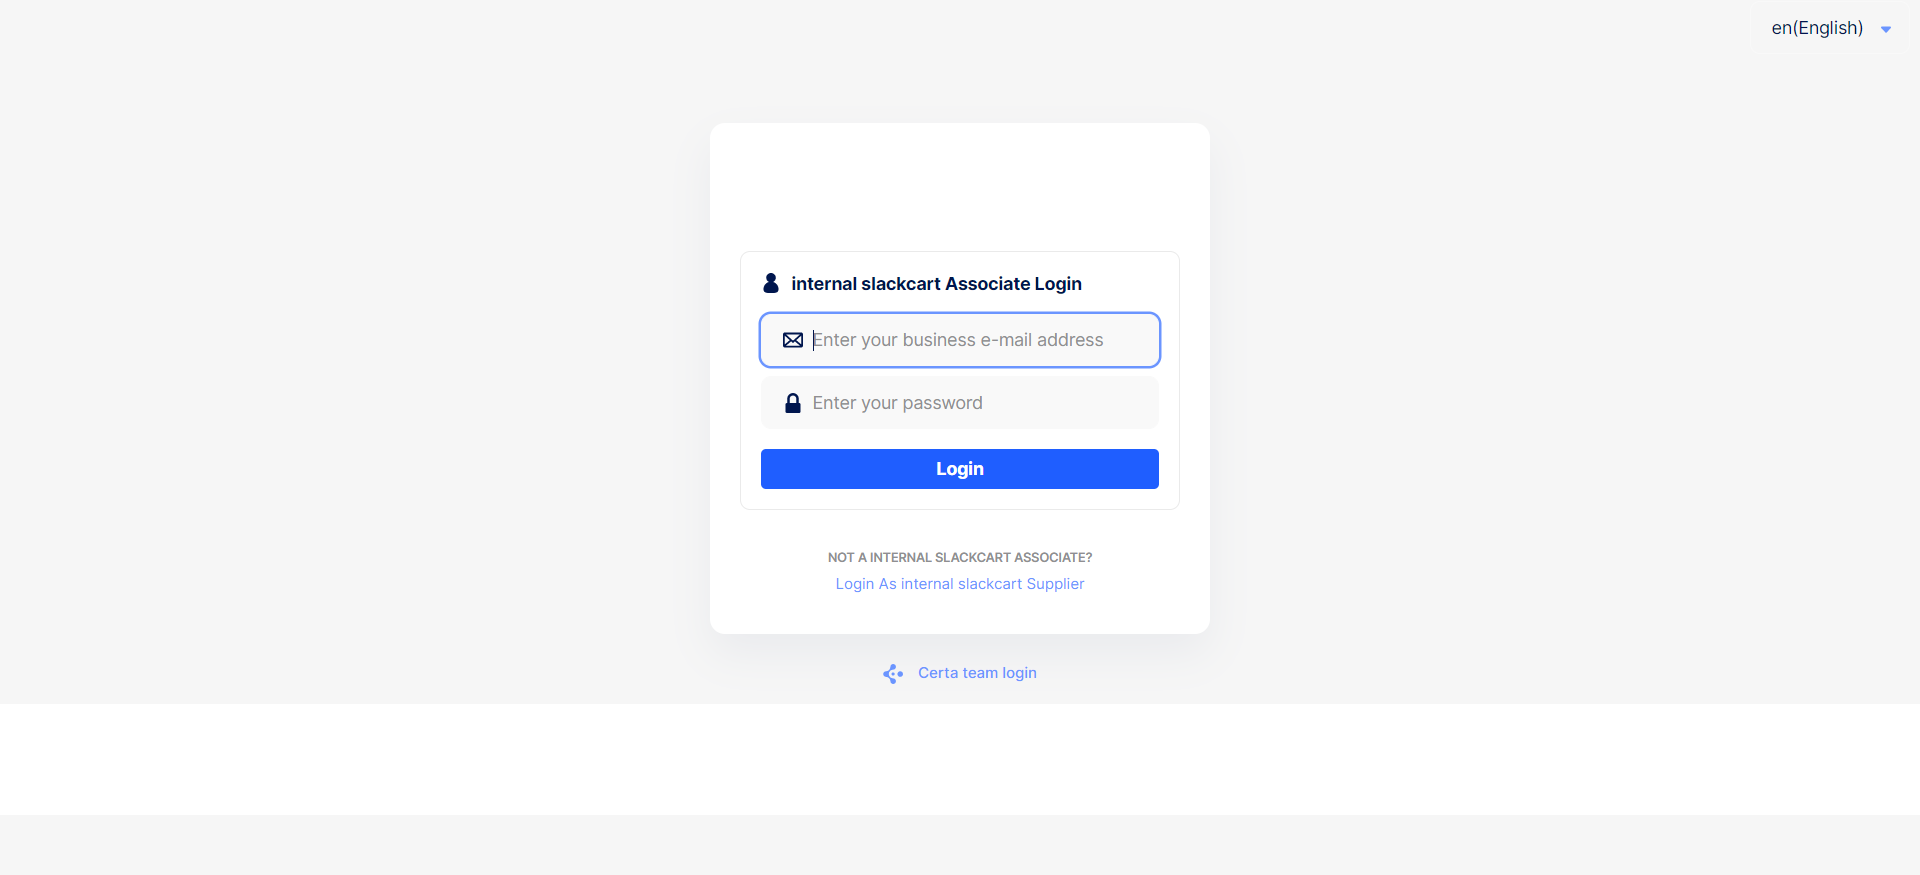 en(English)
internal slackcart Associate Login
Enter your business e-mail address
Enter your password
Login
NOT A INTERNAL SLACKCART ASSOCIATE?
Login As internal slackcart Supplier
Certa team login